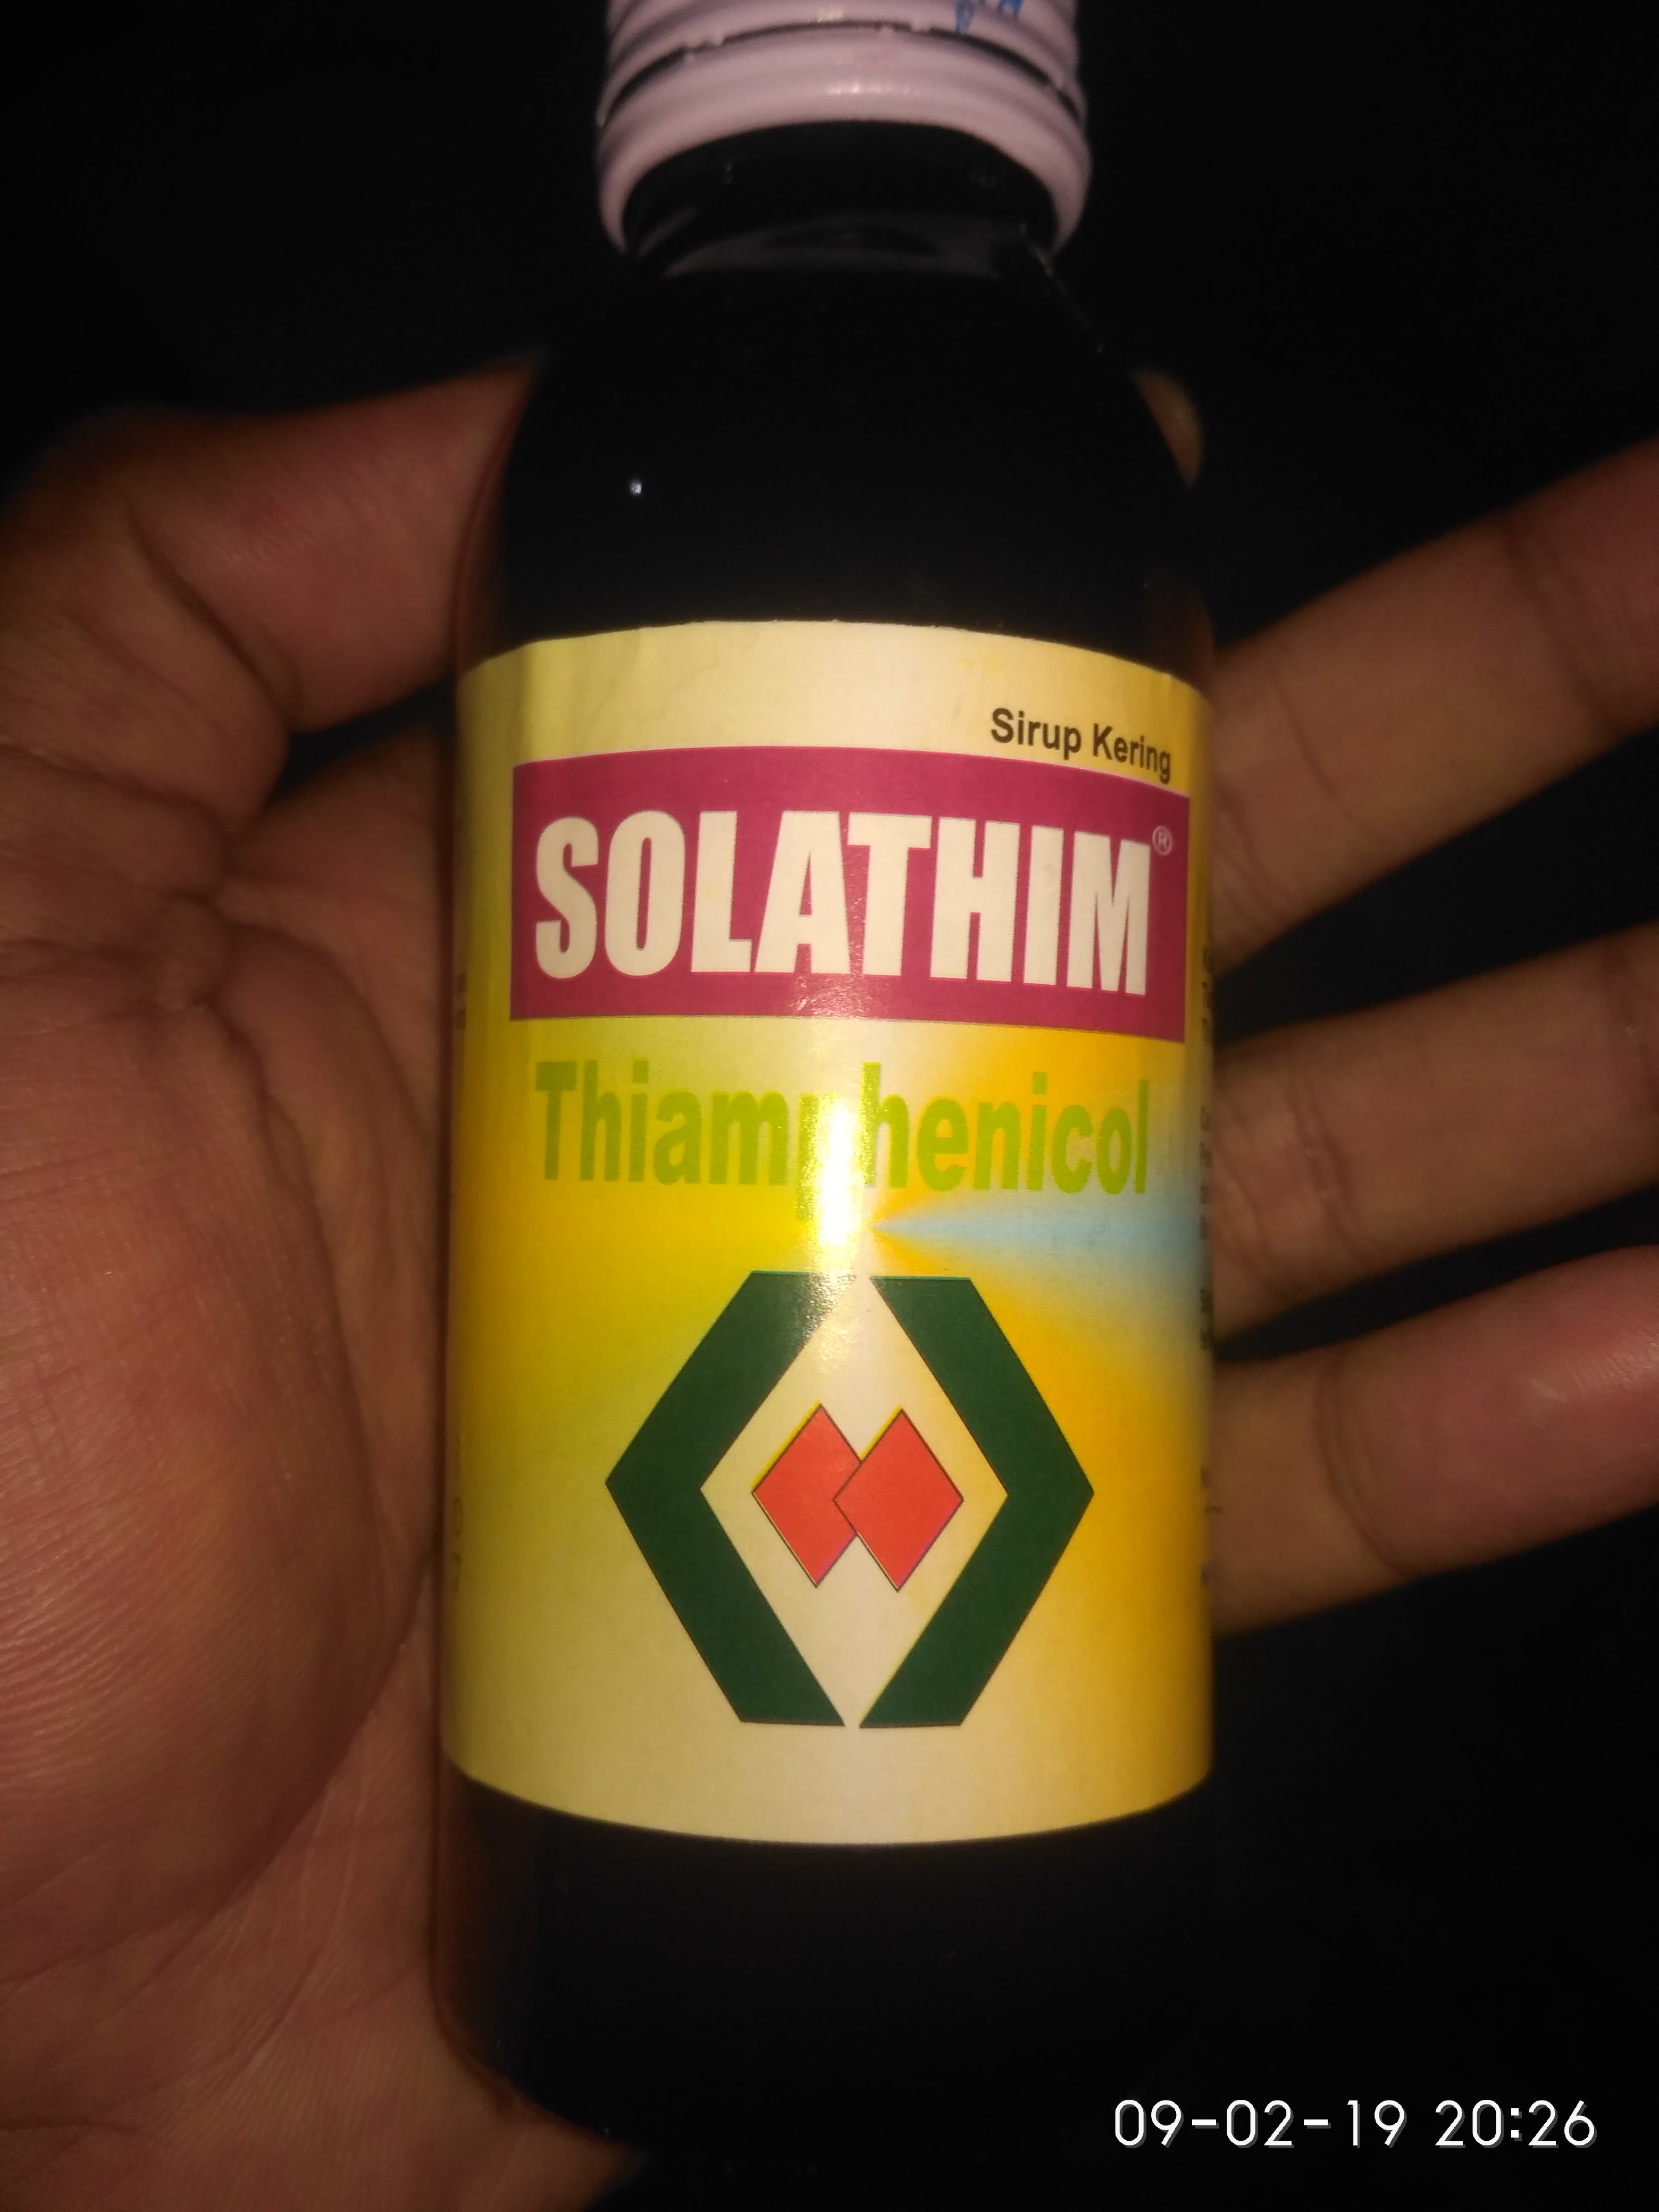 Sirup Kering
SOLATHIM®
Thiamphenicol
09-02-19 20:26